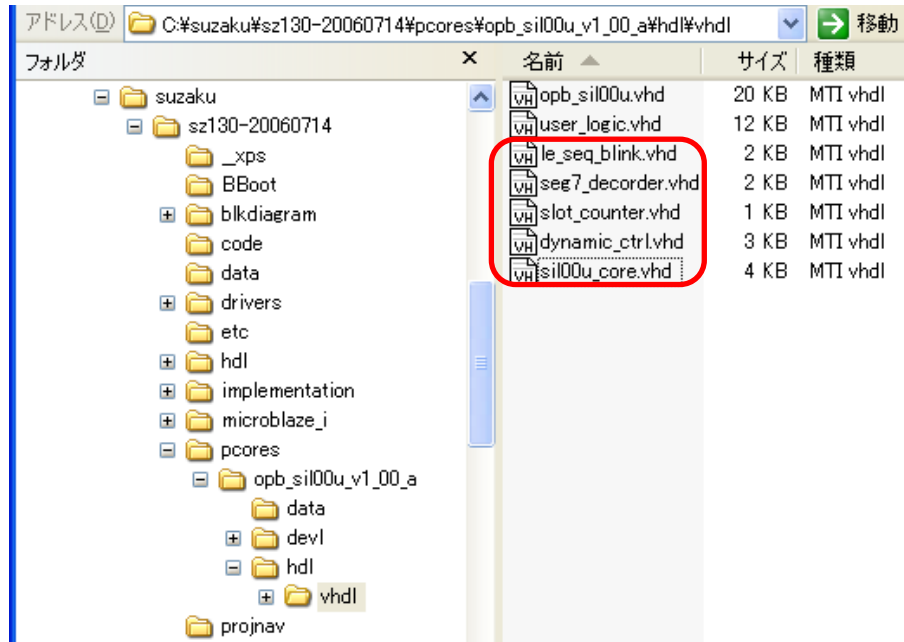 アドレス(D) C:¥suzaku¥sz130-20060714¥pcores¥opb_sil00u_v1_00_a¥hdl¥vhdl 移動
フォルダ ×
suzaku
sz130-20060714
_xps
BBoot
blkdiagram
code
data
drivers
etc
hdl
implementation
microblaze_i
pcores
opb_sil00u_v1_00_a
data
devl
hdl
vhdl
projnav
名前 サイズ 種類
opb_sil00u.vhd 20 KB MTI vhdl
user_logic.vhd 12 KB MTI vhdl
le_seq_blink.vhd 2 KB MTI vhdl
seg7_decorder.vhd 2 KB MTI vhdl
slot_counter.vhd 1 KB MTI vhdl
dynamic_ctrl.vhd 3 KB MTI vhdl
sil00u_core.vhd 4 KB MTI vhdl